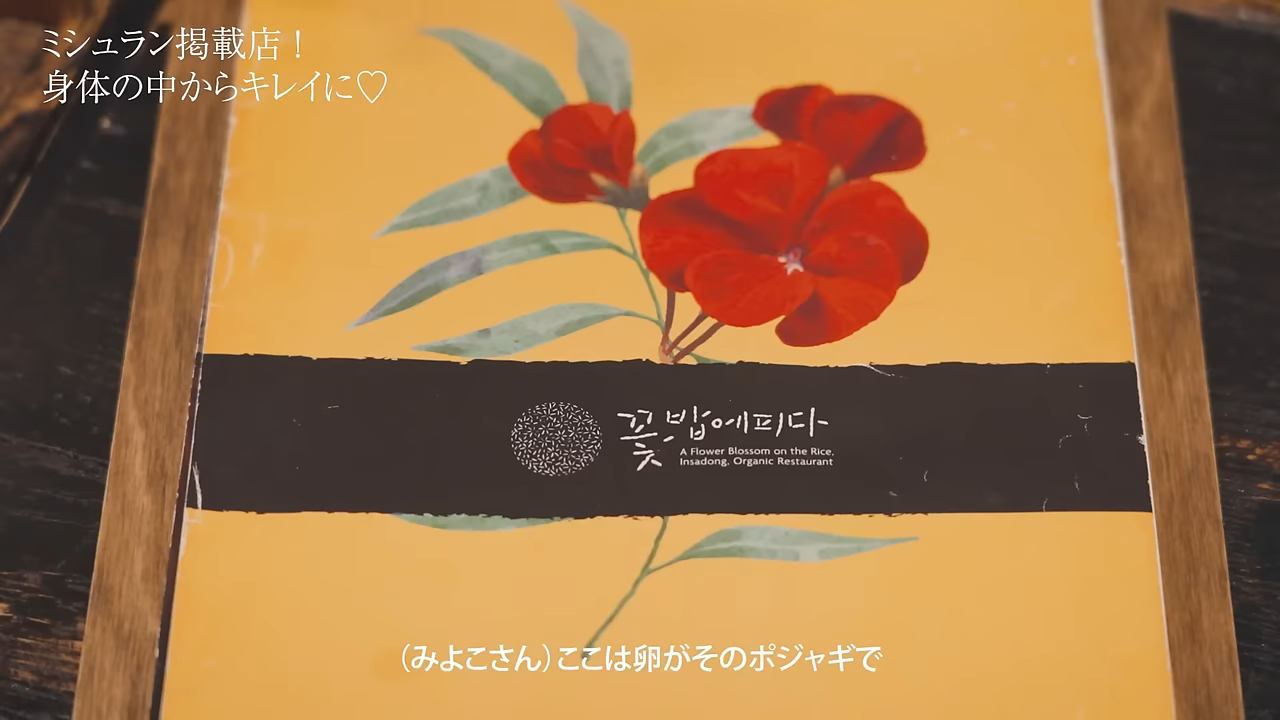 ミシュラン掲載店！
身体の中からキレイに♡
꽃,밥에피다
A Flower Blossom on the Rice,
Insadong, Organic Restaurant
（みよこさん）ここは卵がそのポジャギで